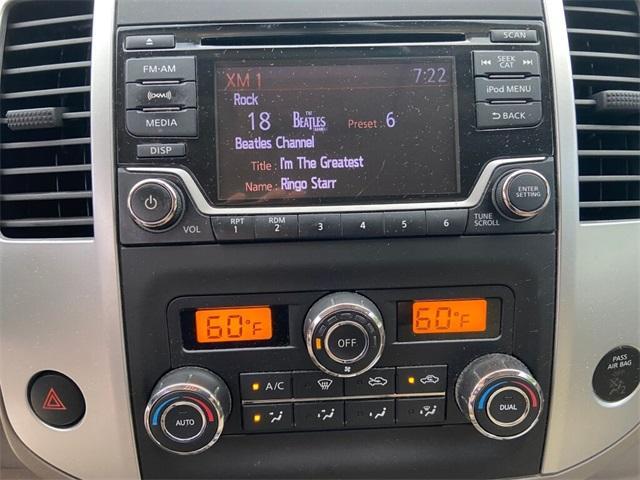 SCAN
FM·AM
((XM))
MEDIA
DISP
XM 1 7:22
Rock
18 THE BEATLES Preset : 6
Beatles Channel
Title : I'm The Greatest
Name : Ringo Starr
SEEK
CAT
iPod MENU
BACK
VOL
RPT 1
RDM 2
3
4
5
6
TUNE
SCROLL
ENTER
SETTING
60°F
60°F
OFF
A/C
AUTO
DUAL
PASS
AIR BAG